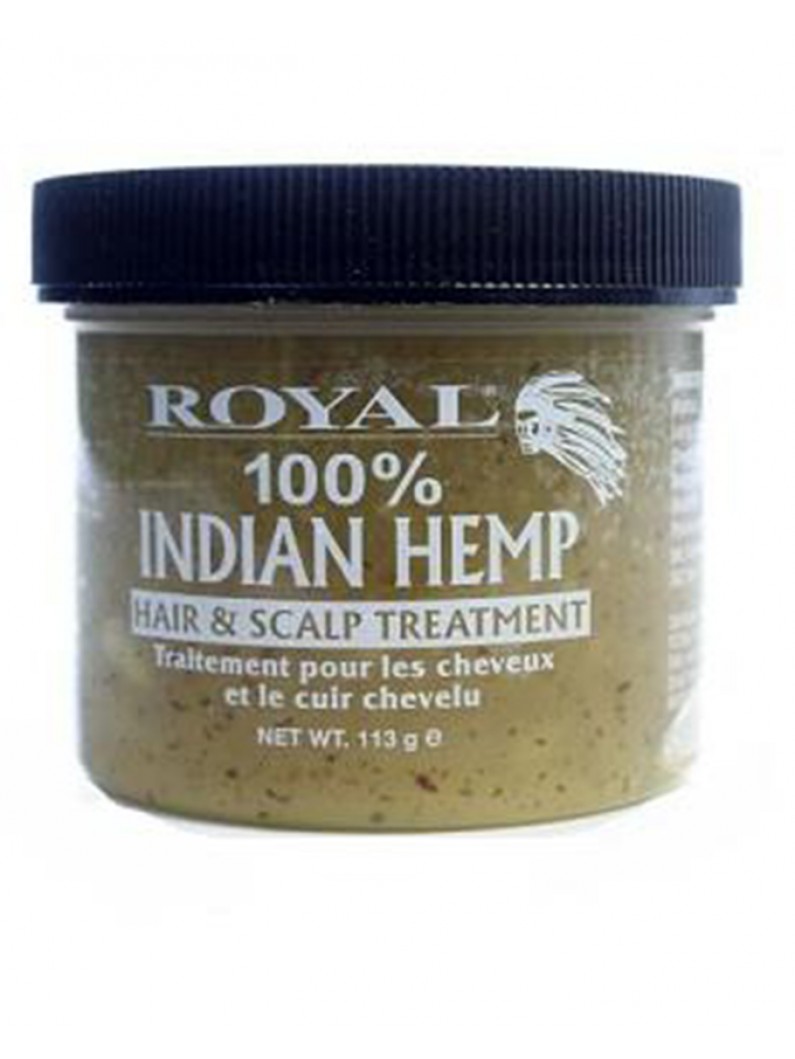 ROYAL
100%
INDIAN HEMP
HAIR & SCALP TREATMENT
Traitement pour les cheveux
et le cuir chevelu
NET WT. 113 g e